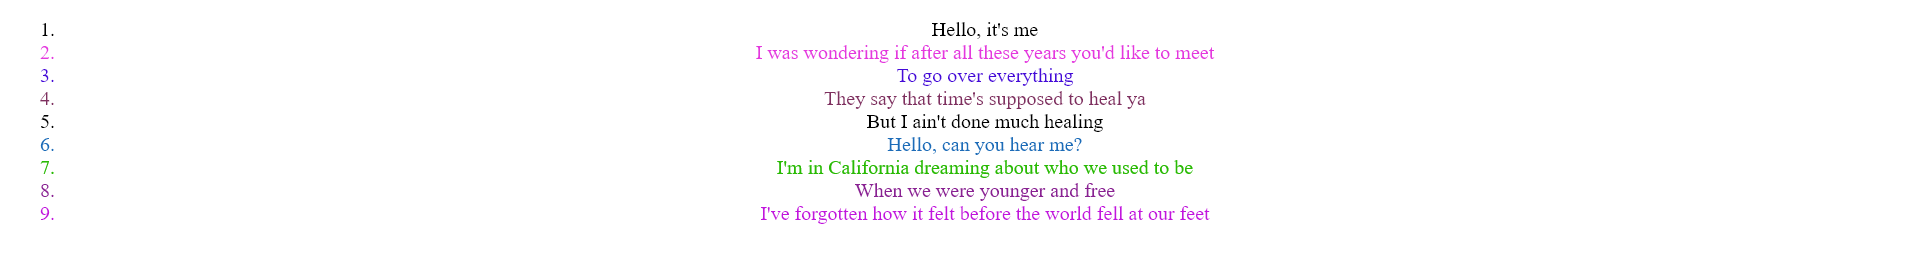 1. Hello, it's me
2. I was wondering if after all these years you'd like to meet
3. To go over everything
4. They say that time's supposed to heal ya
5. But I ain't done much healing
6. Hello, can you hear me?
7. I'm in California dreaming about who we used to be
8. When we were younger and free
9. I've forgotten how it felt before the world fell at our feet